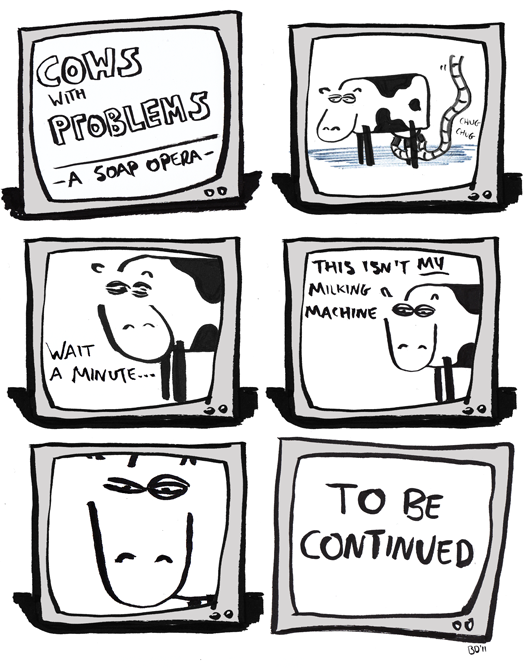 COWS
WITH
PROBLEMS
- A SOAP OPERA -
CHUG
CHUG
WAIT
A MINUTE...
THIS ISN'T MY
MILKING
MACHINE
TO BE
CONTINUED
BD'11